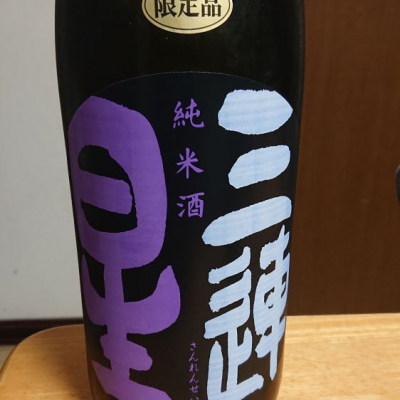 限定品
三連
星
純米酒
さんれんせい